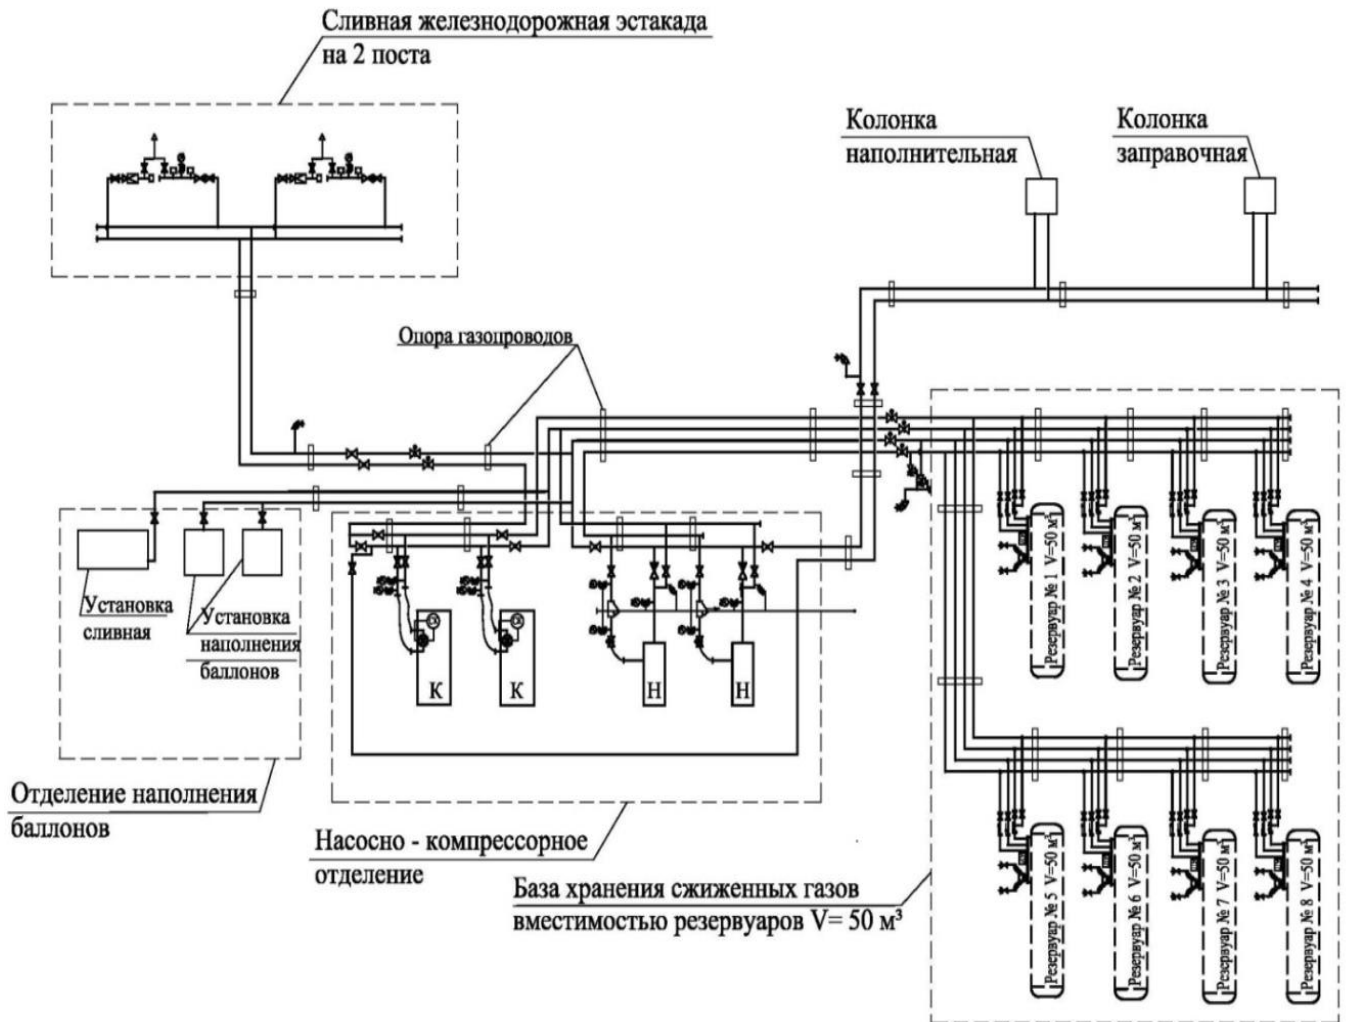 Сливная железнодорожная эстакада
на 2 поста
Колонка
наполнительная
Колонка
заправочная
Опора газопроводов
Установка
сливная
Установка
наполнения
баллонов
К
К
Н
Н
Резервуар № 1 V=50 м³
Резервуар № 2 V=50 м³
Резервуар № 3 V=50 м³
Резервуар № 4 V=50 м³
Отделение наполнения
баллонов
Насосно - компрессорное
отделение
База хранения сжиженных газов
вместимостью резервуаров V= 50 м³
Резервуар № 5 V=50 м³
Резервуар № 6 V=50 м³
Резервуар № 7 V=50 м³
Резервуар № 8 V=50 м³